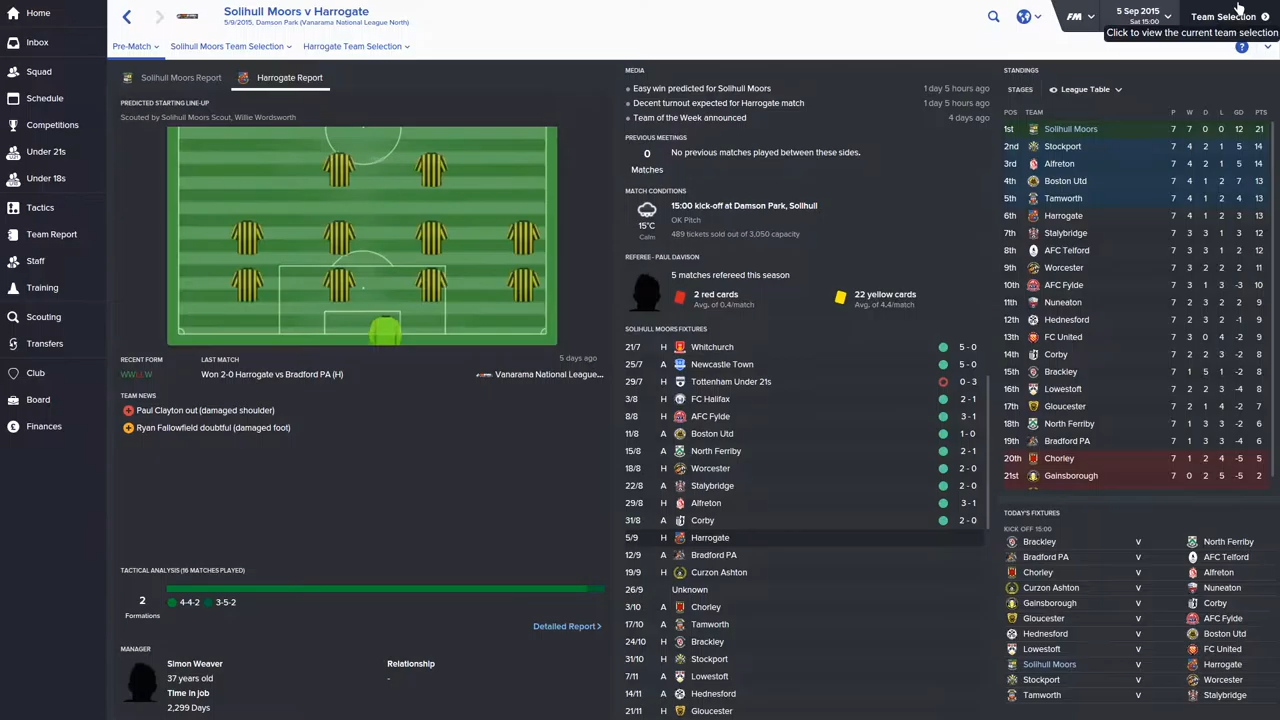 Home
Inbox
Squad
Schedule
Competitions
Under 21s
Under 18s
Tactics
Team Report
Staff
Training
Scouting
Transfers
Club
Board
Finances
Solihull Moors v Harrogate
5/9/2015, Damson Park (Vanarama National League North)
FM
5 Sep 2015
Sat 15:00
Team Selection
Click to view the current team selection
Pre-Match
Solihull Moors Team Selection
Harrogate Team Selection
?
Solihull Moors Report
Harrogate Report
PREDICTED STARTING LINE-UP
Scouted by Solihull Moors Scout, Willie Wordsworth
RECENT FORM
WWLLW
LAST MATCH
5 days ago
Won 2-0 Harrogate vs Bradford PA (H)
Vanarama National League...
TEAM NEWS
Paul Clayton out (damaged shoulder)
Ryan Fallowfield doubtful (damaged foot)
TACTICAL ANALYSIS (16 MATCHES PLAYED)
2
Formations
4-4-2
3-5-2
Detailed Report >
MANAGER
Simon Weaver
37 years old
Time in job
2,299 Days
Relationship
-
MEDIA
Easy win predicted for Solihull Moors 1 day 5 hours ago
Decent turnout expected for Harrogate match 1 day 5 hours ago
Team of the Week announced 4 days ago
PREVIOUS MEETINGS
0
Matches
No previous matches played between these sides.
MATCH CONDITIONS
15°C
Calm
15:00 kick-off at Damson Park, Solihull
OK Pitch
489 tickets sold out of 3,050 capacity
REFEREE - PAUL DAVISON
5 matches refereed this season
2 red cards
Avg. of 0.4/match
22 yellow cards
Avg. of 4.4/match
SOLIHULL MOORS FIXTURES
21/7 H Whitchurch 5 - 0
25/7 A Newcastle Town 5 - 0
29/7 H Tottenham Under 21s 0 - 3
3/8 H FC Halifax 2 - 1
8/8 H AFC Fylde 3 - 1
11/8 A Boston Utd 1 - 0
15/8 A North Ferriby 2 - 1
18/8 H Worcester 2 - 0
22/8 A Stalybridge 3 - 0
29/8 H Alfreton 3 - 1
31/8 A Corby 2 - 0
5/9 H Harrogate
12/9 A Bradford PA
19/9 H Curzon Ashton
26/9 Unknown
3/10 A Chorley
17/10 A Tamworth
24/10 H Brackley
31/10 H Stockport
7/11 A Lowestoft
14/11 A Hednesford
21/11 H Gloucester
STANDINGS
STAGES League Table
POS TEAM P W D L GD PTS
1st Solihull Moors 7 7 0 0 12 21
2nd Stockport 7 4 2 1 5 14
3rd Alfreton 7 4 2 1 5 14
4th Boston Utd 7 4 1 2 7 13
5th Tamworth 7 4 1 2 4 13
6th Harrogate 7 4 1 2 3 13
7th Stalybridge 7 3 3 1 2 12
8th AFC Telford 7 3 3 1 2 12
9th Worcester 7 3 2 2 2 11
10th AFC Fylde 7 3 1 3 -3 10
11th Nuneaton 7 2 3 2 2 9
12th Hednesford 7 2 3 2 -1 9
13th FC United 7 3 0 4 -2 9
14th Corby 7 2 2 3 -2 8
15th Brackley 7 1 5 1 -2 8
16th Lowestoft 7 2 2 3 -4 8
17th Gloucester 7 2 1 4 -2 7
18th North Ferriby 7 1 3 3 -2 6
19th Bradford PA 7 1 3 3 -4 6
20th Chorley 7 1 2 4 -5 5
21st Gainsborough 7 0 2 5 -5 2
TODAY'S FIXTURES
KICK OFF 15:00
Brackley v North Ferriby
Bradford PA v AFC Telford
Chorley v Alfreton
Curzon Ashton v Nuneaton
Gainsborough v Corby
Gloucester v AFC Fylde
Hednesford v Boston Utd
Lowestoft v FC United
Solihull Moors v Harrogate
Stockport v Worcester
Tamworth v Stalybridge